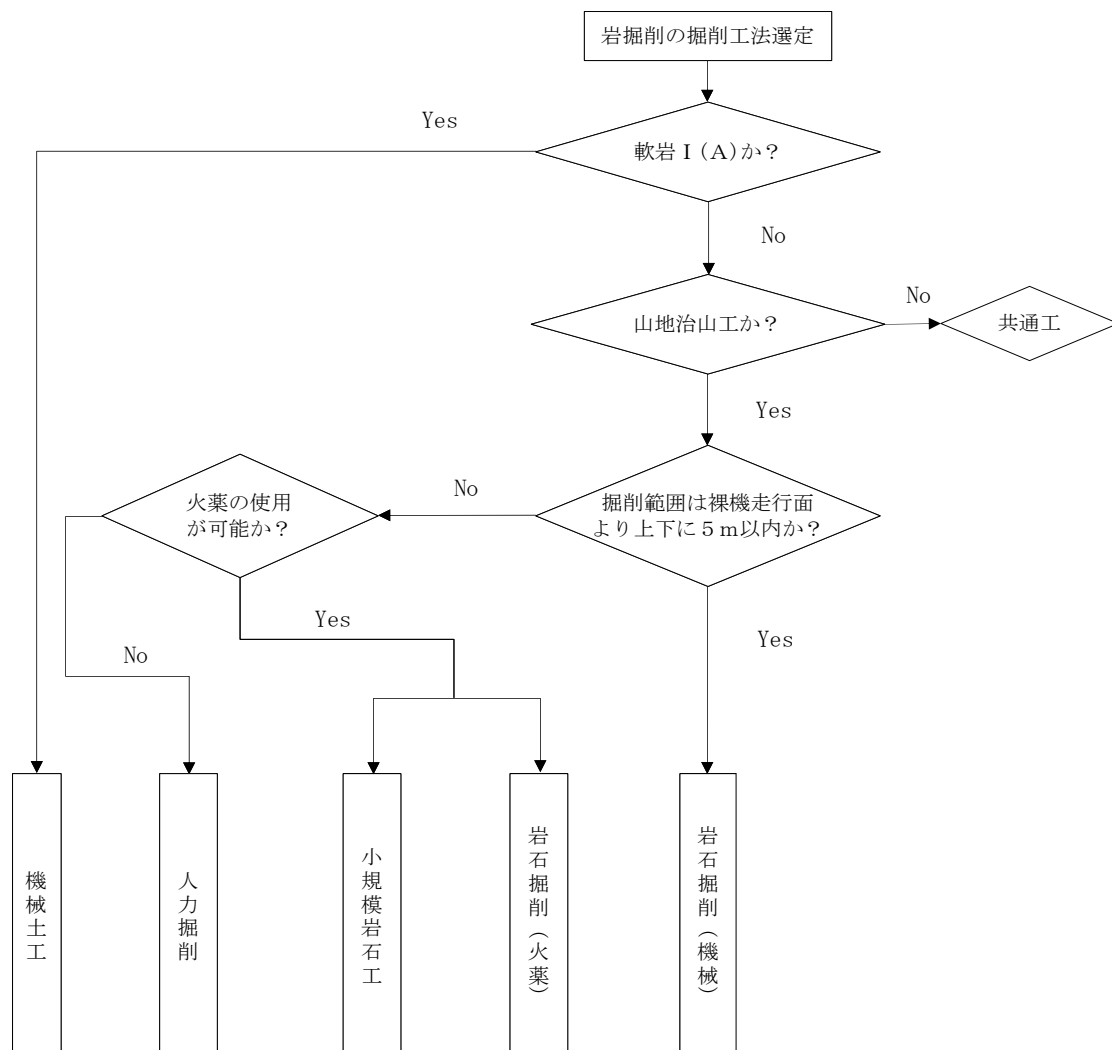 岩掘削の掘削工法選定
Yes
軟岩Ⅰ(A)か？
No
山地治山工か？
No
共通工
Yes
火薬の使用
が可能か？
No
掘削範囲は裸機走行面
より上下に５ｍ以内か？
Yes
No
Yes
機械土工
人力掘削
小規模岩石工
岩石掘削（火薬）
岩石掘削（機械）